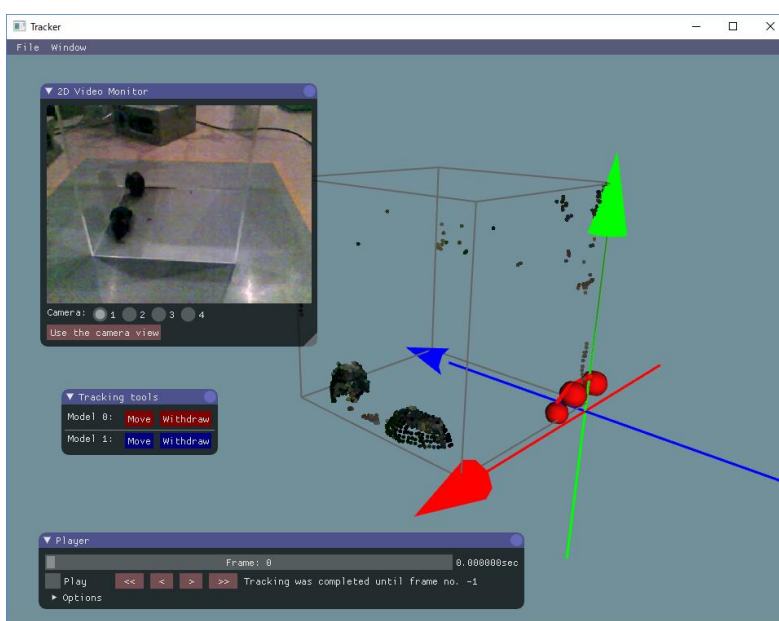 Tracker
File Window
2D Video Monitor
Camera: 1 2 3 4
Use the camera view
Tracking tools
Model 0: Move Withdraw
Model 1: Move Withdraw
Player
Frame: 0 0.000000sec
Play << < > >> Tracking was completed until frame no. -1
Options